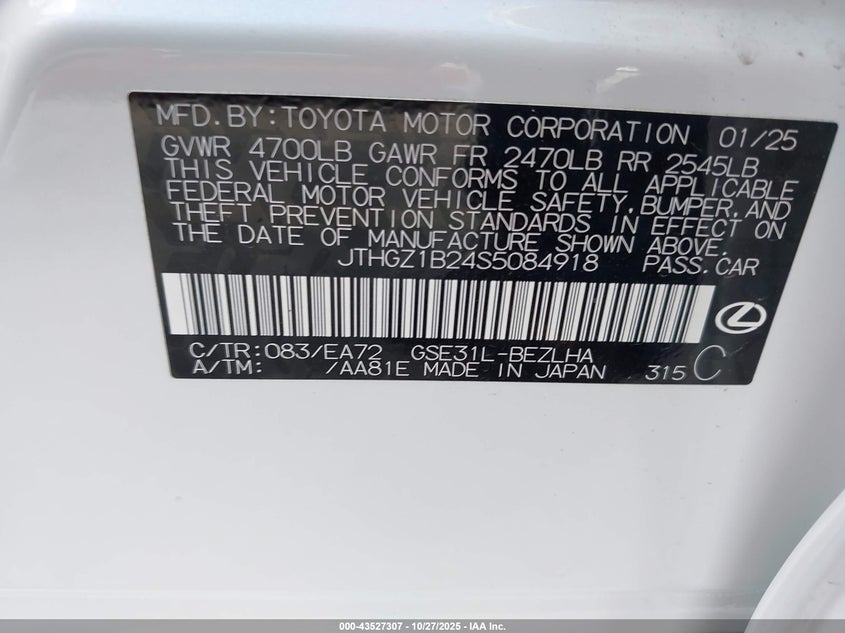 MFD.BY:TOYOTA MOTOR CORPORATION 01/25
GVWR 4700LB GAWR FR 2470LB RR 2545LB
THIS VEHICLE CONFORMS TO ALL APPLICABLE
FEDERAL MOTOR VEHICLE SAFETY,BUMPER,AND
THEFT PREVENTION STANDARDS IN EFFECT ON
THE DATE OF MANUFACTURE SHOWN ABOVE.
JTHGZ1B24S5084918 PASS.CAR
C/TR:083/EA72 GSE31L-BEZLHA
A/TM: /AA81E MADE IN JAPAN 315 C
000-43527307 | 10/27/2025 - IAA Inc.